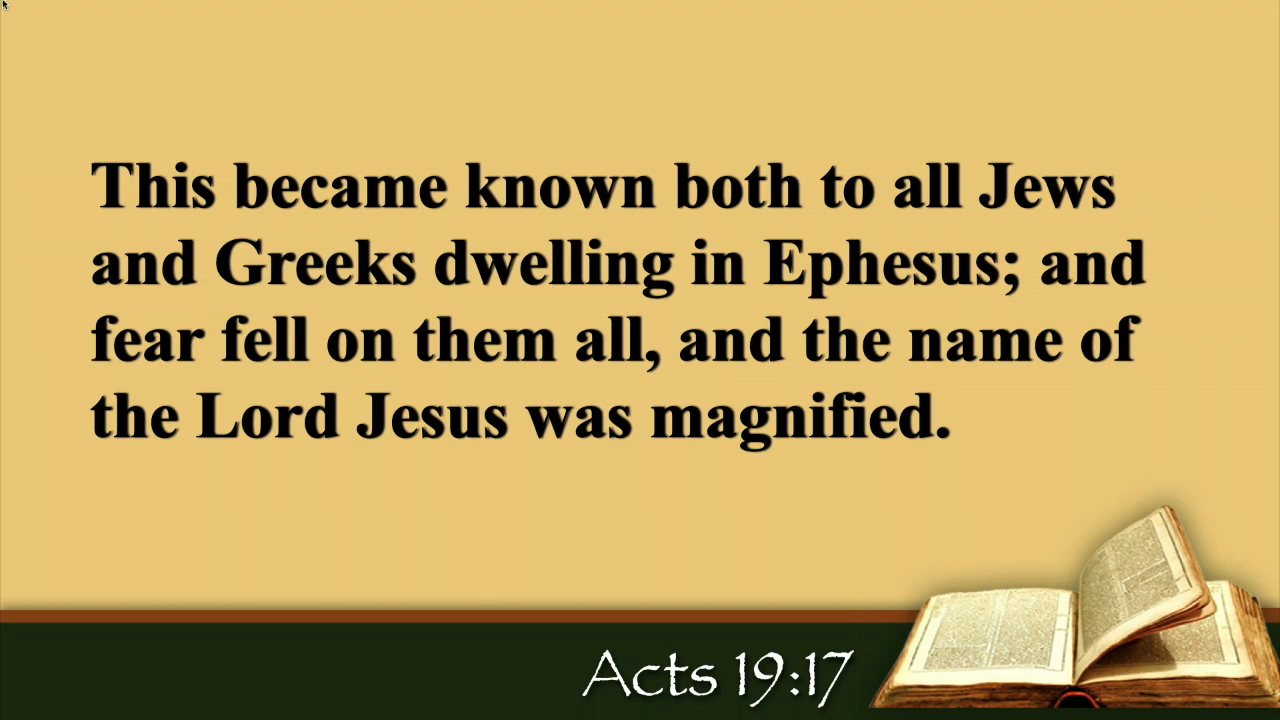 This became known both to all Jews
and Greeks dwelling in Ephesus; and
fear fell on them all, and the name of
the Lord Jesus was magnified.
Acts 19:17